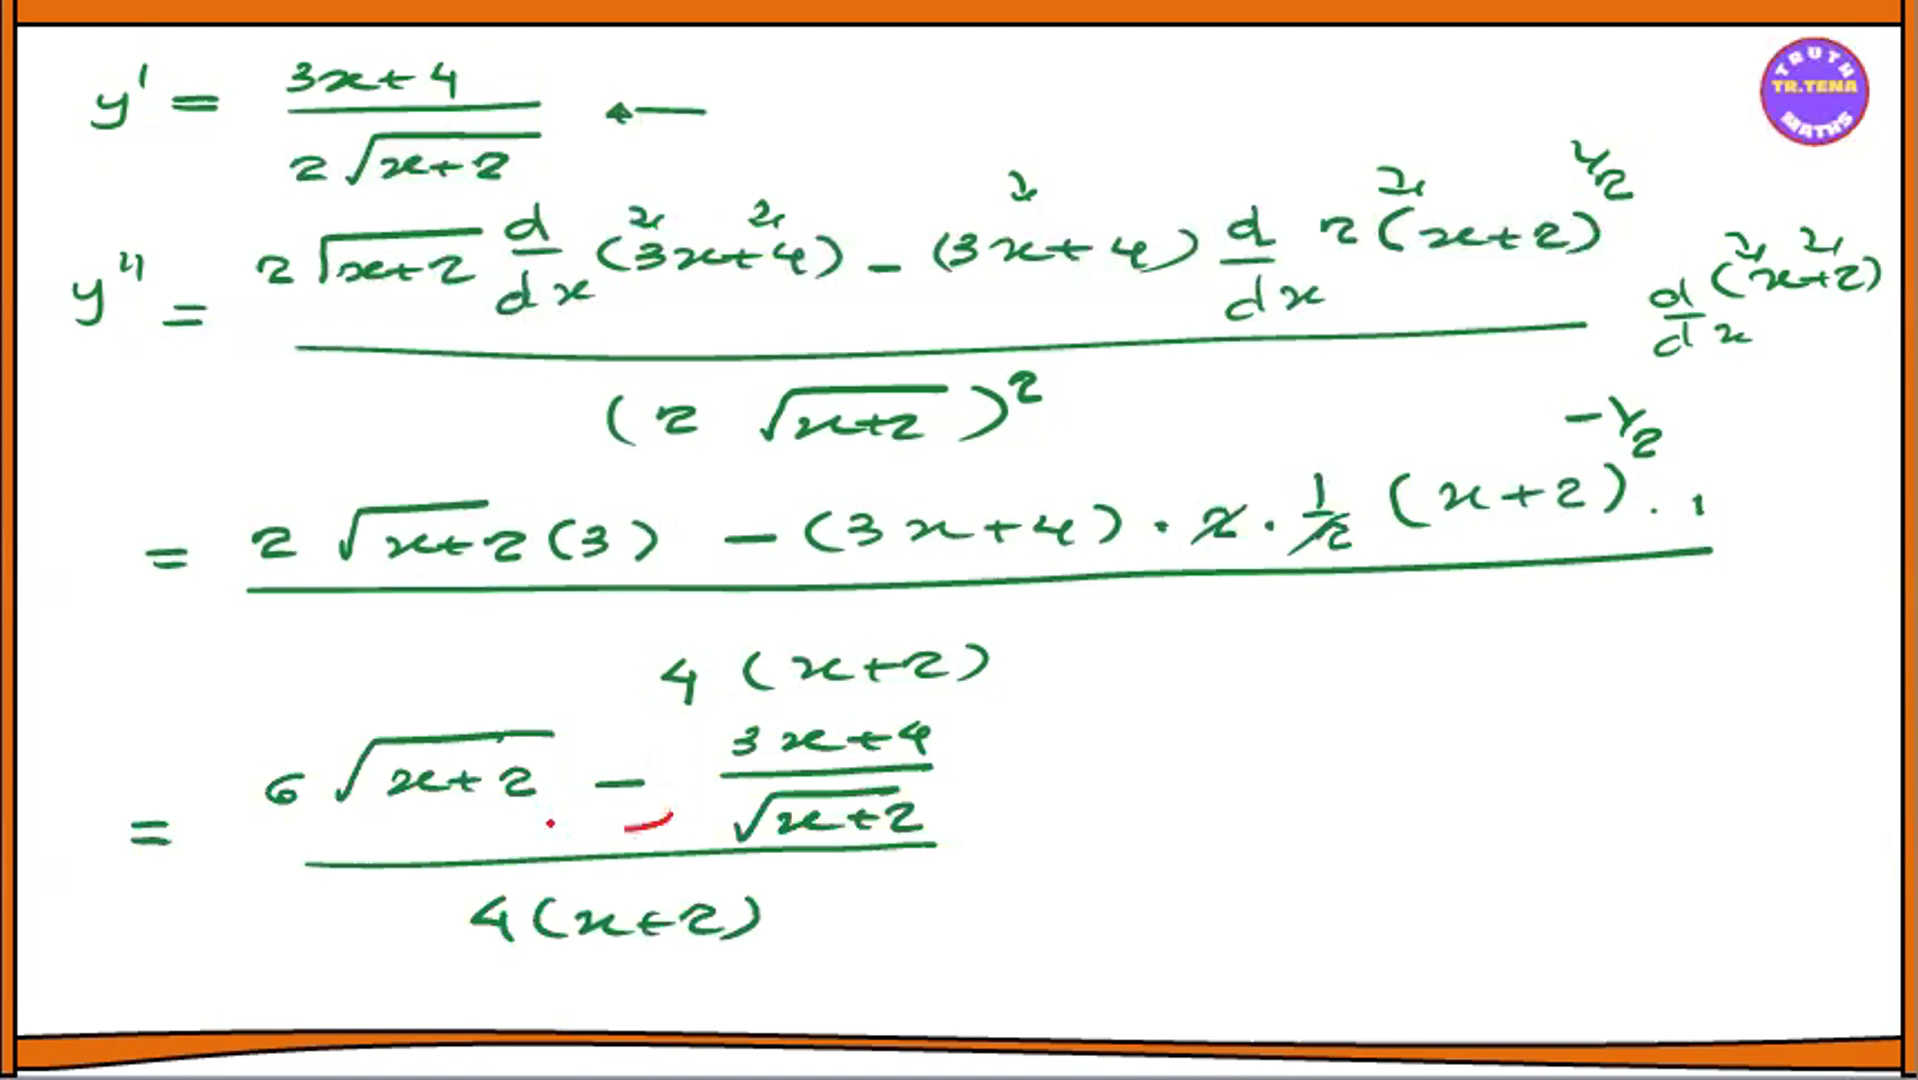 TRUTH
TR.TENA
MATHS
y' = (3x+4)/(2√(x+2)) ←
y'' = (2√(x+2) d/dx (3x+4) - (3x+4) d/dx 2(x+2)^1/2 d/dx (x+2))/(2 √(x+2))²
= (2√(x+2)(3) - (3x+4) · 2 · 1/2 (x+2)^-1/2 . 1)/(4(x+2))
= (6√(x+2) - (3x+4)/√(x+2))/(4(x+2))